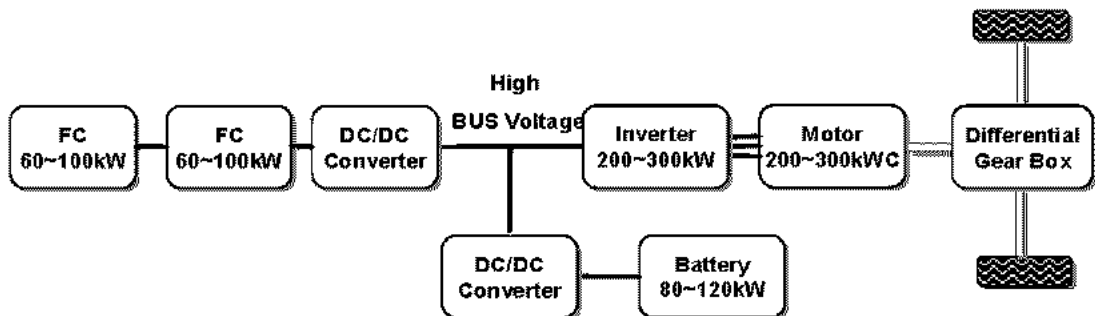 High
BUS Voltage
FC
60~100kW
FC
60~100kW
DC/DC
Converter
Inverter
200~300kW
Motor
200~300kWC
Differential
Gear Box
DC/DC
Converter
Battery
80~120kW